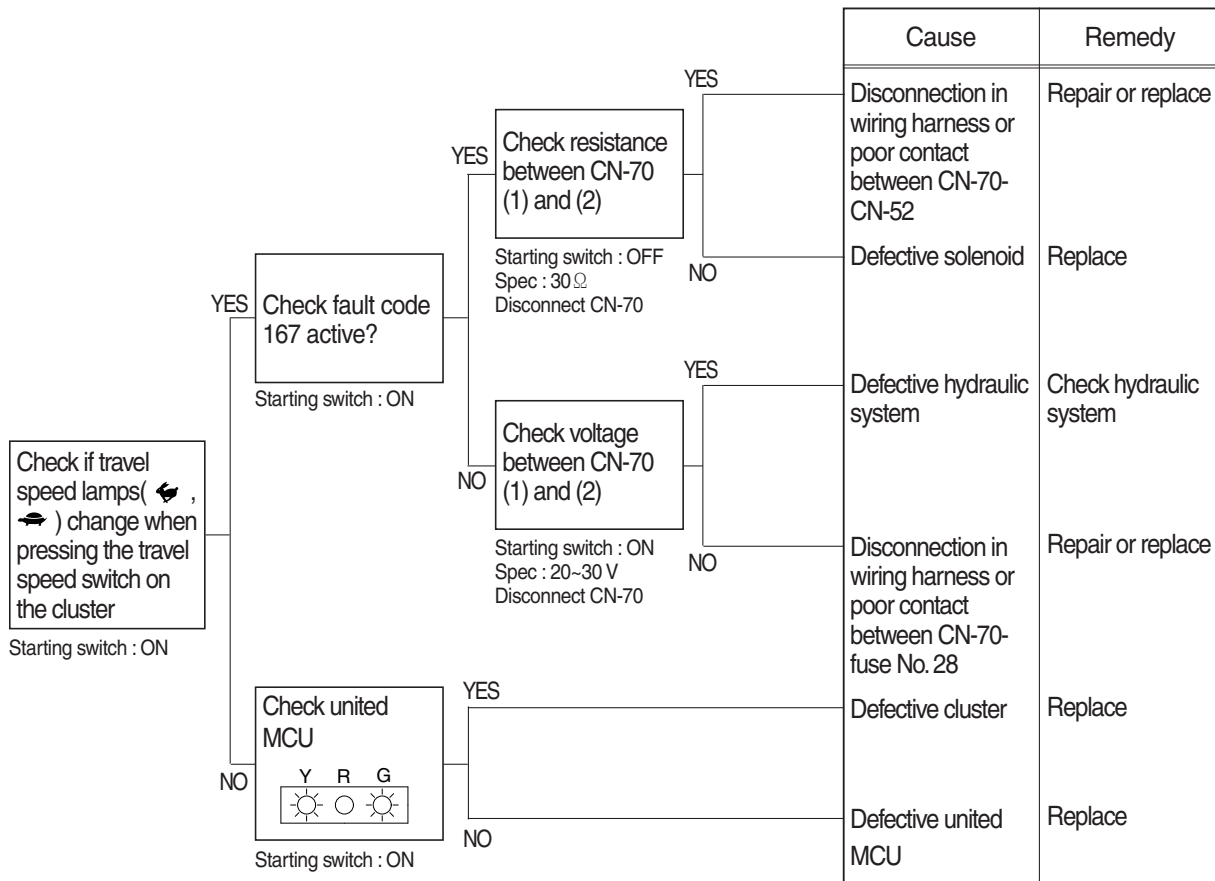 Cause
Remedy
YES
Disconnection in
wiring harness or
poor contact
between CN-70-
CN-52
Repair or replace
YES
Check resistance
between CN-70
(1) and (2)
Starting switch : OFF
Spec : 30Ω
Disconnect CN-70
NO
Defective solenoid
Replace
YES
Check fault code
167 active?
Starting switch : ON
YES
Defective hydraulic
system
Check hydraulic
system
NO
Check voltage
between CN-70
(1) and (2)
Starting switch : ON
Spec : 20~30 V
Disconnect CN-70
NO
Disconnection in
wiring harness or
poor contact
between CN-70-
fuse No. 28
Repair or replace
Check if travel
speed lamps( ,
) change when
pressing the travel
speed switch on
the cluster
Starting switch : ON
NO
Check united
MCU
Y R G
Starting switch : ON
YES
Defective cluster
Replace
NO
Defective united
MCU
Replace